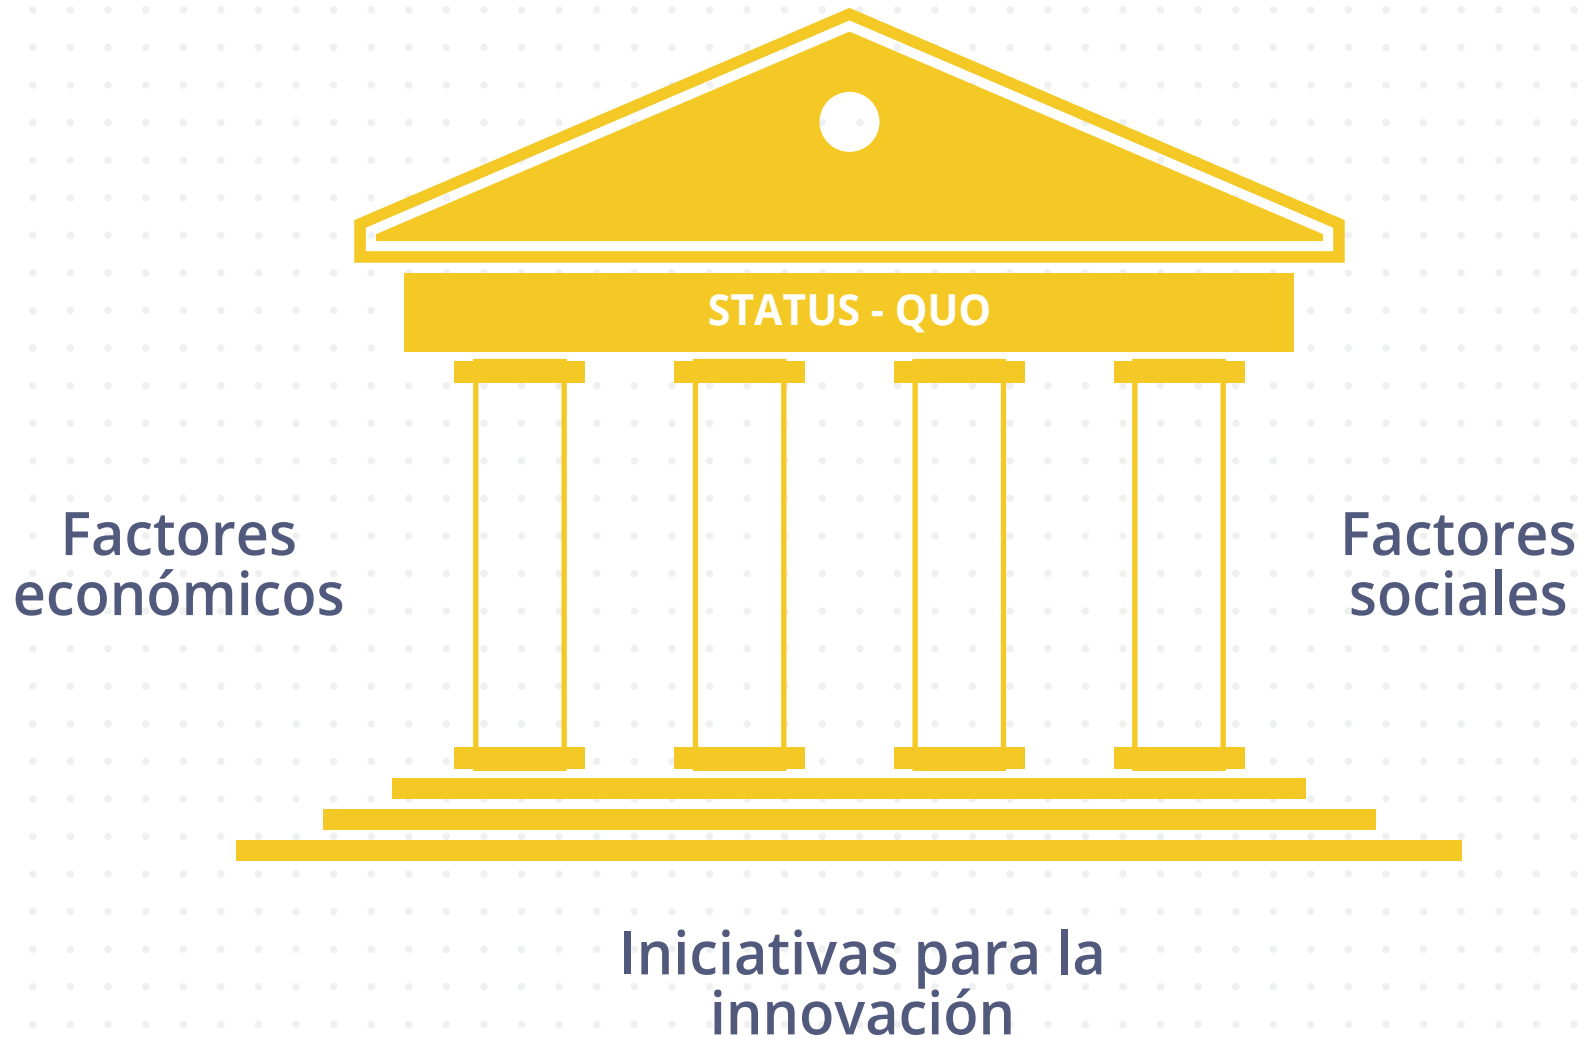 STATUS - QUO
Factores
económicos
Factores
sociales
Iniciativas para la
innovación